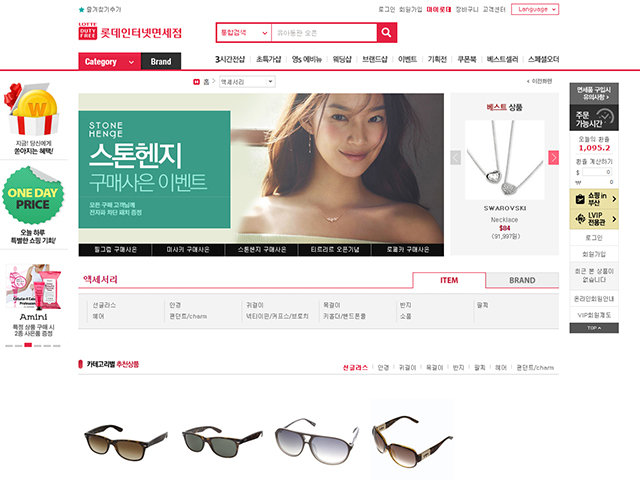 즐겨찾기추가
로그인 회원가입 마이롯데 장바구니 고객센터 Language
LOTTE DUTY FREE 롯데인터넷면세점
통합검색 유아동관 오픈
Category Brand
3시간전샵 초특가샵 영s 에비뉴 웨딩샵 브랜드샵 이벤트 기획전 쿠폰북 베스트셀러 스페셜오더
홈 > 액세서리
이전화면
지금! 당신에게
쏟아지는 혜택!
ONE DAY
PRICE
오늘 하루
특별한 쇼핑 기회!
Amini
특정 상품 구매 시
2종 사은품 증정
STONE
HENGE
스톤헨지
구매사은 이벤트
모든 구매 고객님께
전자파 차단 패치 증정
필그림 구매사은 미사키 구매사은 스톤헨지 구매사은 티르리르 오픈기념 로제카 구매사은
베스트 상품
SWAROVSKI
Necklace
$84
(91,997원)
면세품 구입시
유의사항 >
주문
가능시간 >
오늘의 환율
1,095.2
환율 계산하기
$ 0
₩ 0
쇼핑 in
부산
LVIP
전용관
로그인
회원가입
최근 본 상품이
없습니다
온라인회원안내
VIP회원제도
TOP
액세서리
ITEM BRAND
선글라스 안경 귀걸이 목걸이 반지 팔찌
헤어 펜던트/charm 넥타이핀/커프스/브로치 키홀더/핸드폰줄 소품
카테고리별 추천상품
선글라스 안경 귀걸이 목걸이 반지 팔찌 헤어 펜던트/charm